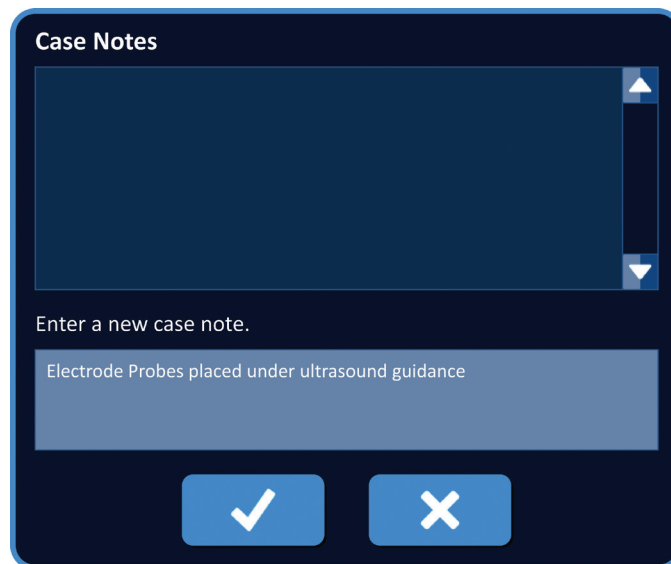 Case Notes
Enter a new case note.
Electrode Probes placed under ultrasound guidance